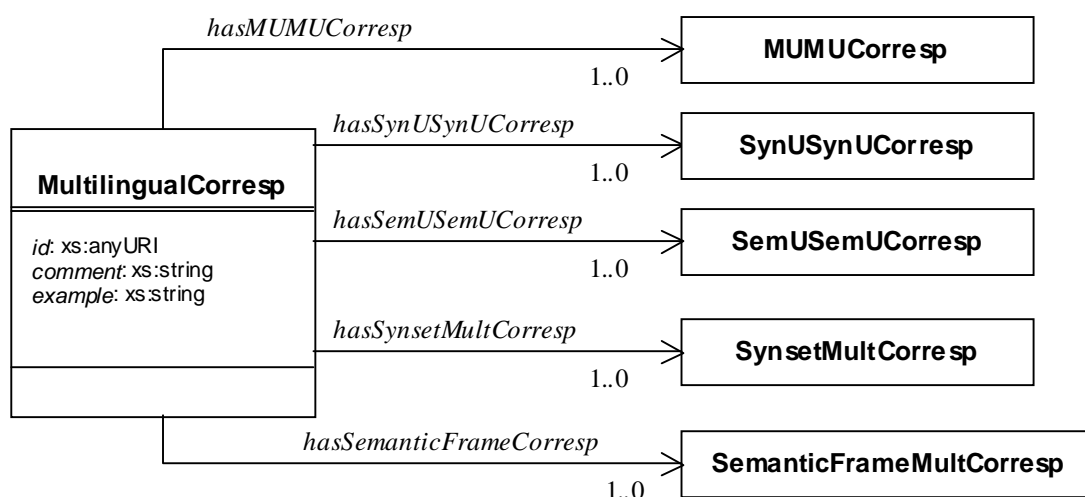 hasMUMUCorresp
MUMUCorresp
1..0
hasSynUSynUCorresp
SynUSynUCorresp
1..0
MultilingualCorresp
id: xs:anyURI
comment: xs:string
example: xs:string
hasSemUSemUCorresp
SemUSemUCorresp
1..0
hasSynsetMultCorresp
SynsetMultCorresp
1..0
hasSemanticFrameCorresp
SemanticFrameMultCorresp
1..0